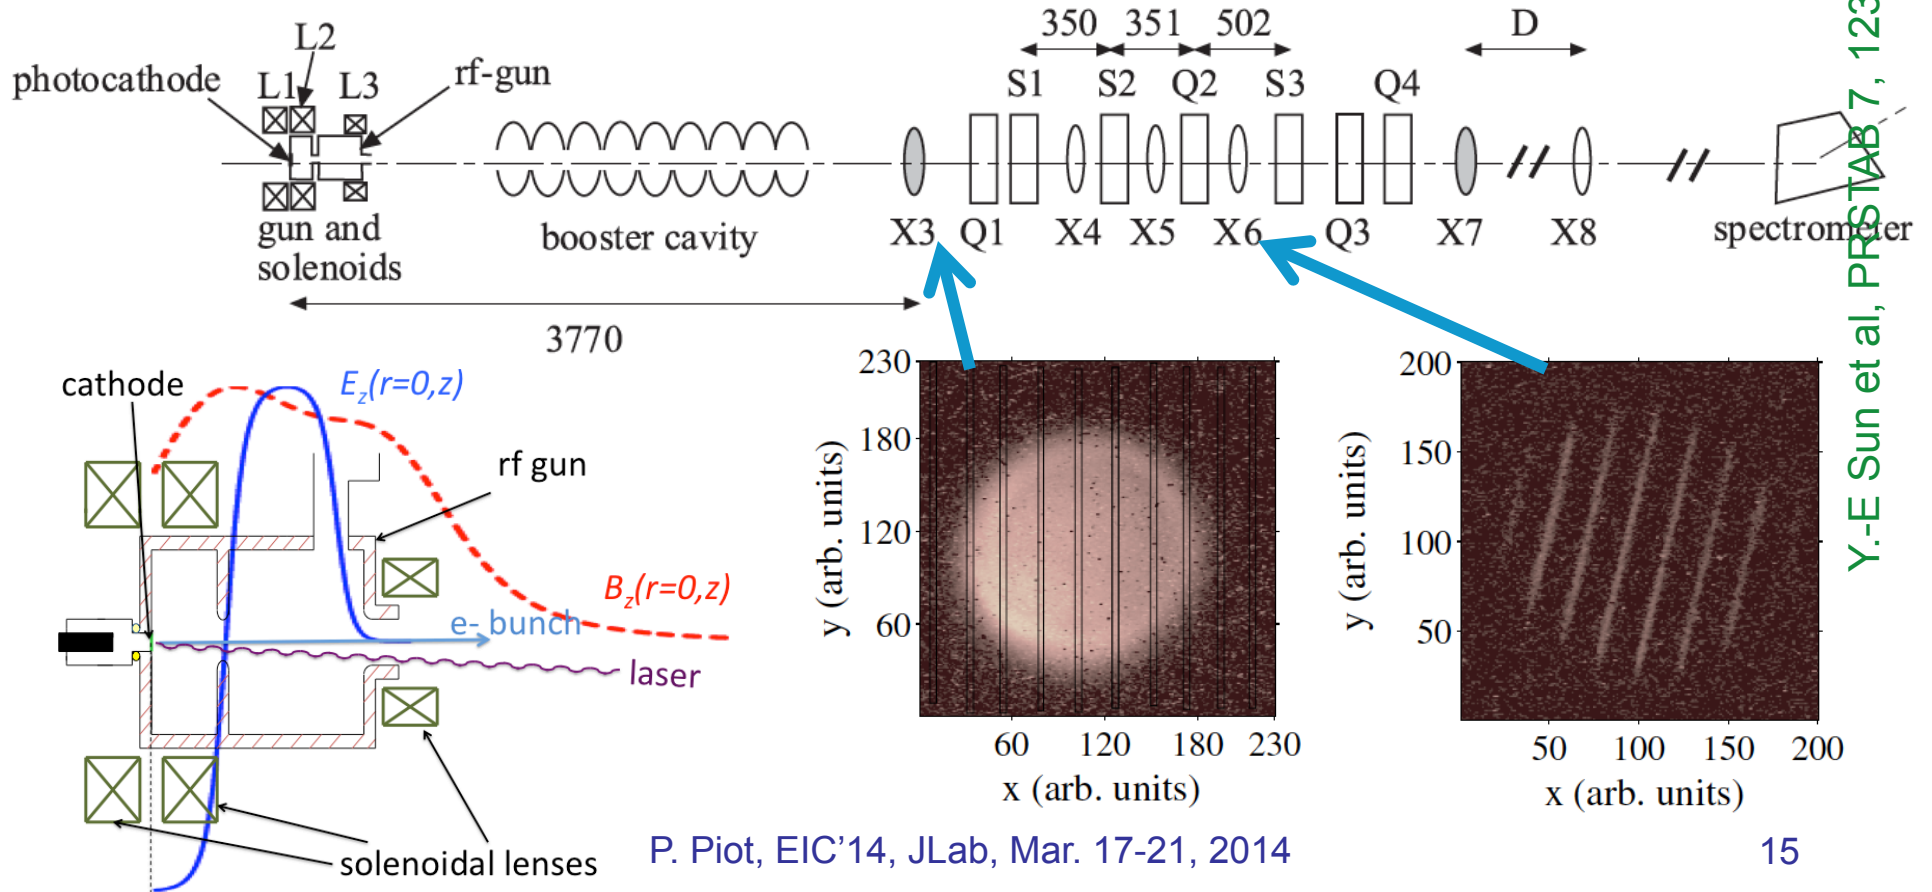 350 351 502 D
L2
photocathode L1 L3 rf-gun
S1 S2 Q2 S3 Q4
X3 Q1 X4 X5 X6 Q3 X7 X8 spectrometer
gun and
solenoids
booster cavity
3770
cathode
E_z(r=0,z)
rf gun
B_z(r=0,z)
e- bunch
laser
solenoidal lenses
230
180
120
60
y (arb. units)
60 120 180 230
x (arb. units)
200
150
100
50
y (arb. units)
50 100 150 200
x (arb. units)
Y.-E Sun et al, PRSTAB 7, 123
P. Piot, EIC’14, JLab, Mar. 17-21, 2014
15